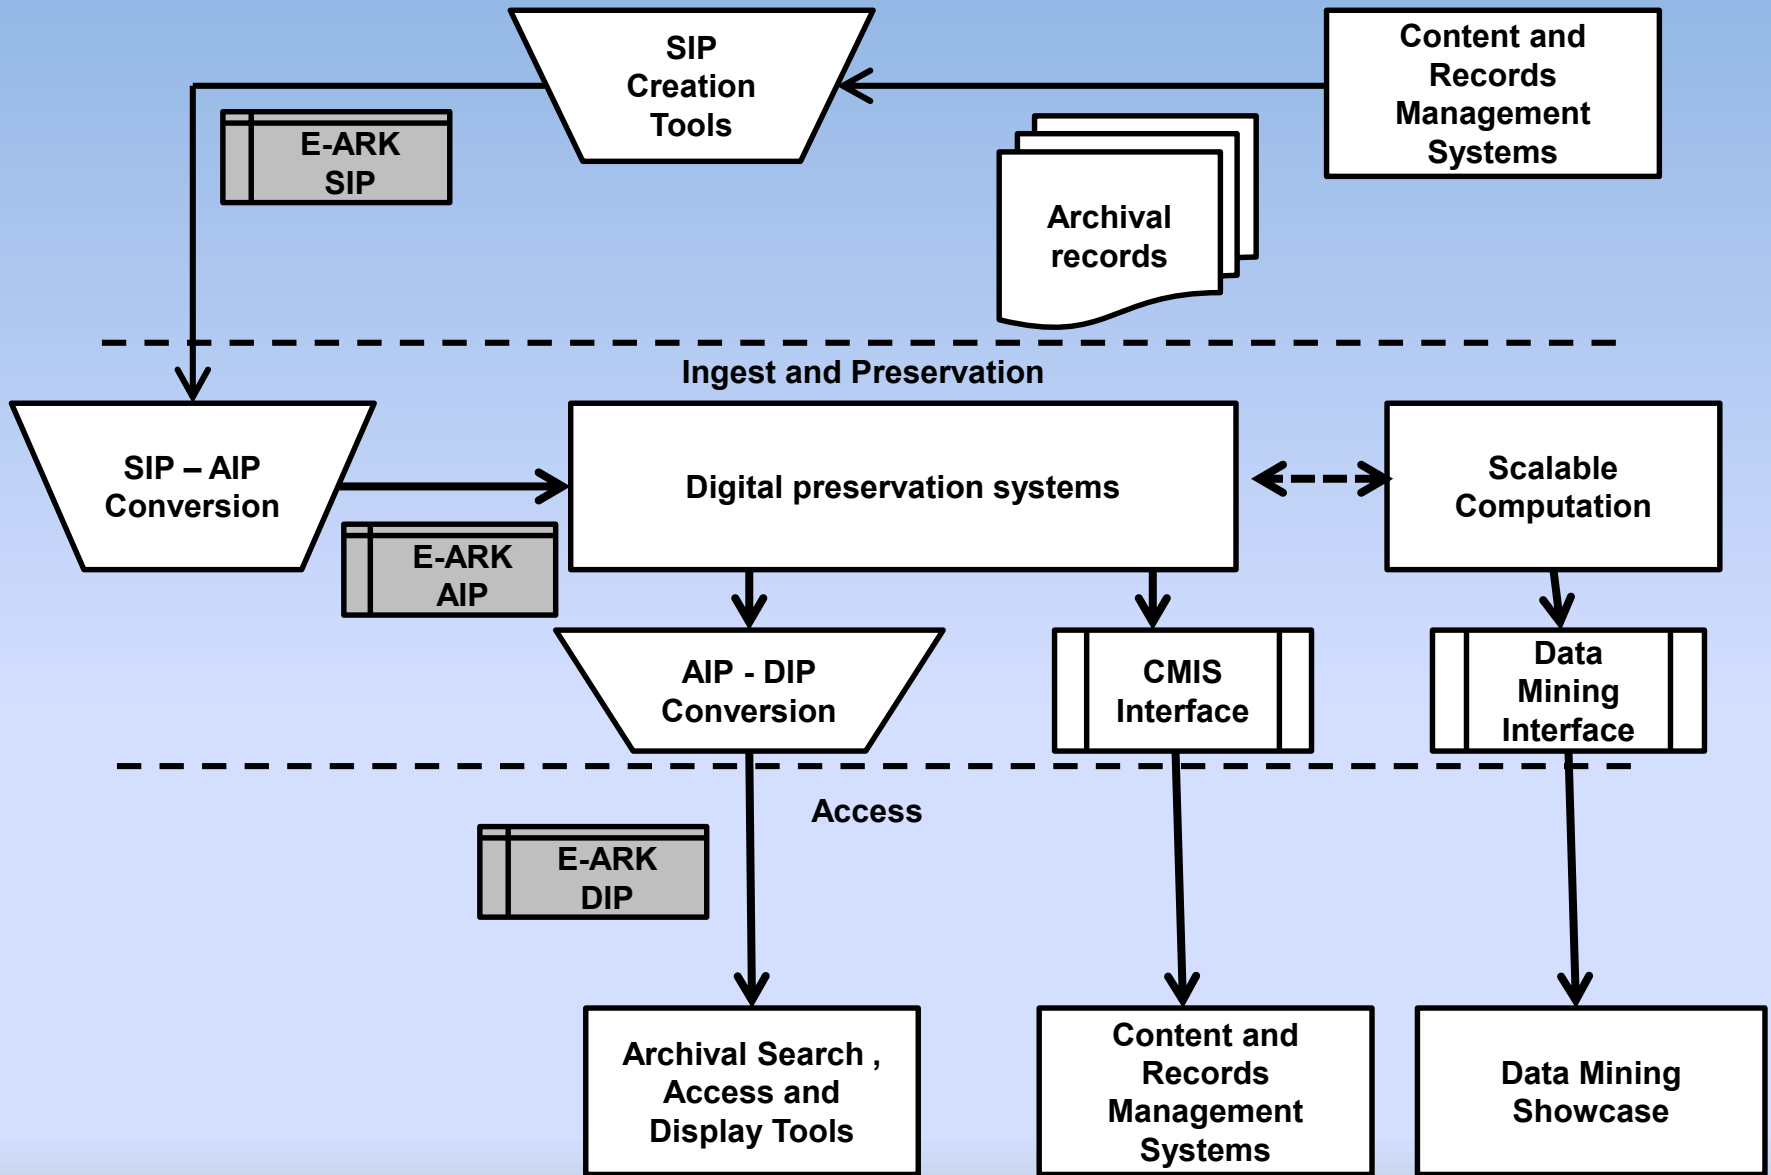 SIP
Creation
Tools
Content and
Records
Management
Systems
E-ARK
SIP
Archival
records
Ingest and Preservation
SIP – AIP
Conversion
Digital preservation systems
Scalable
Computation
E-ARK
AIP
AIP - DIP
Conversion
CMIS
Interface
Data
Mining
Interface
Access
E-ARK
DIP
Archival Search ,
Access and
Display Tools
Content and
Records
Management
Systems
Data Mining
Showcase